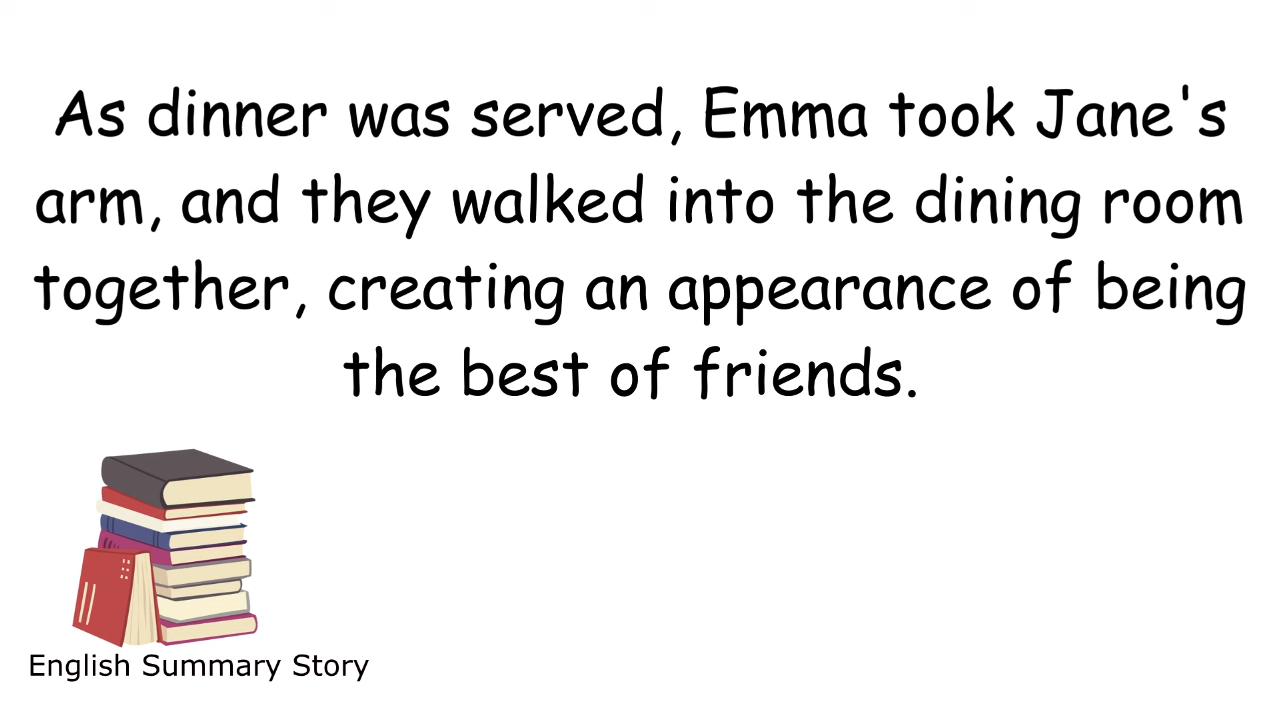 As dinner was served, Emma took Jane's
arm, and they walked into the dining room
together, creating an appearance of being
the best of friends.
English Summary Story